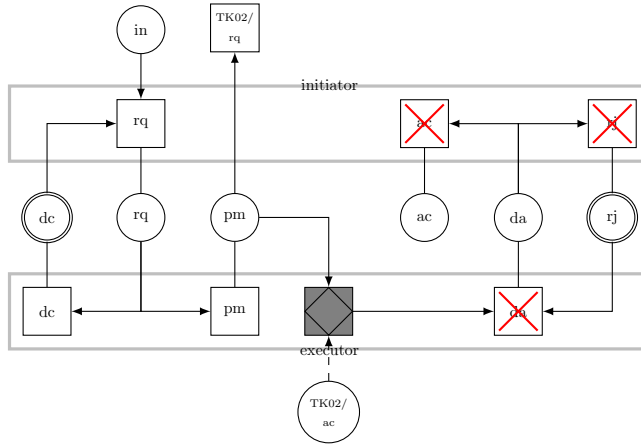 in
TK02/
rq
initiator
rq
ac
rj
dc
rq
pm
ac
da
rj
dc
pm
da
executor
TK02/
ac